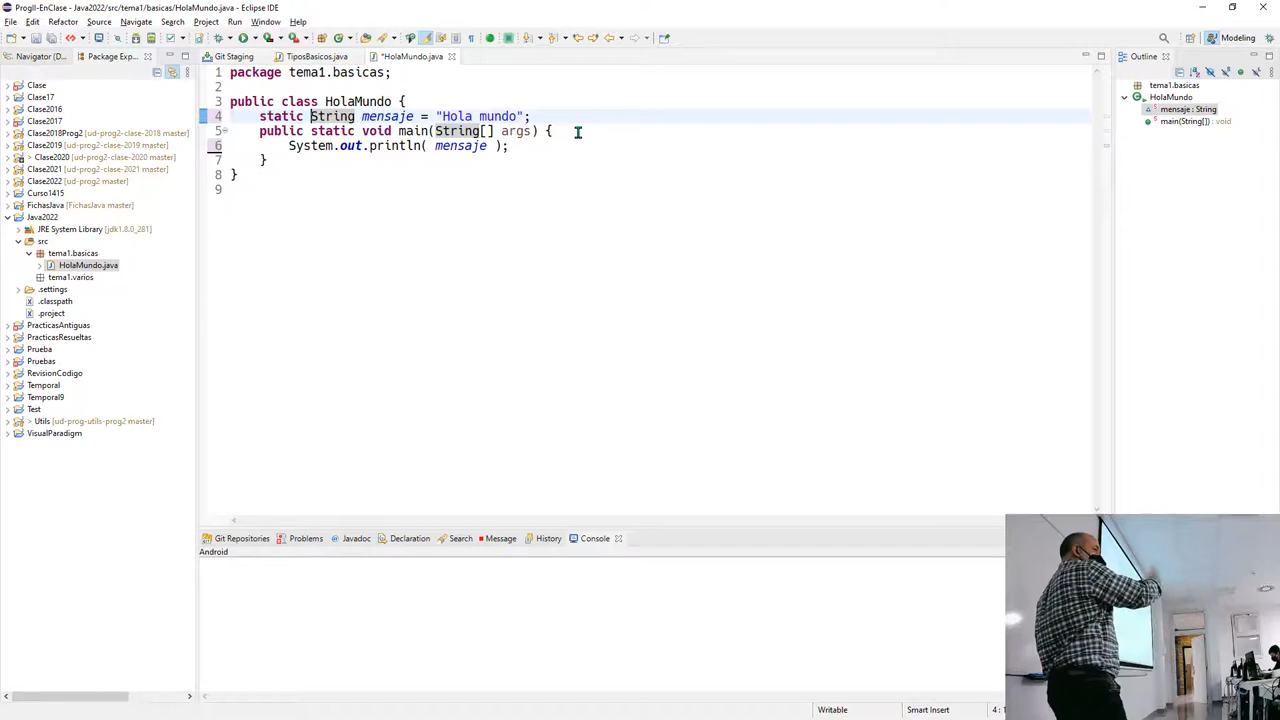 ProgII-EnClase - Java2022/src/tema1/basicas/HolaMundo.java - Eclipse IDE
File Edit Refactor Source Navigate Search Project Run Window Help
Modeling
Navigator (D...
Package Exp...
Git Staging
TiposBasicos.java
*HolaMundo.java
Outline
Clase
Clase17
Clase2016
Clase2017
Clase2018Prog2 [ud-prog2-clase-2018 master]
Clase2019 [ud-prog2-clase-2019 master]
> Clase2020 [ud-prog2-clase-2020 master]
Clase2021 [ud-prog2-clase-2021 master]
Clase2022 [ud-prog2-clase-2022 master]
Curso1415
FichasJava [FichasJava master]
Java2022
JRE System Library [jdk1.8.0_281]
src
tema1.basicas
HolaMundo.java
tema1.varios
.settings
.classpath
.project
PracticasAntiguas
PracticasResueltas
Prueba
Pruebas
RevisionCodigo
Temporal
Temporal9
Test
> Utils [ud-prog-utils-prog2 master]
VisualParadigm
1 package tema1.basicas;
2
3 public class HolaMundo {
4 static String mensaje = "Hola mundo";
5 public static void main(String[] args) {
6 System.out.println( mensaje );
7 }
8 }
9
tema1.basicas
HolaMundo
mensaje : String
main(String[]) : void
Git Repositories
Problems
Javadoc
Declaration
Search
Message
History
Console
Android
Writable
Smart Insert